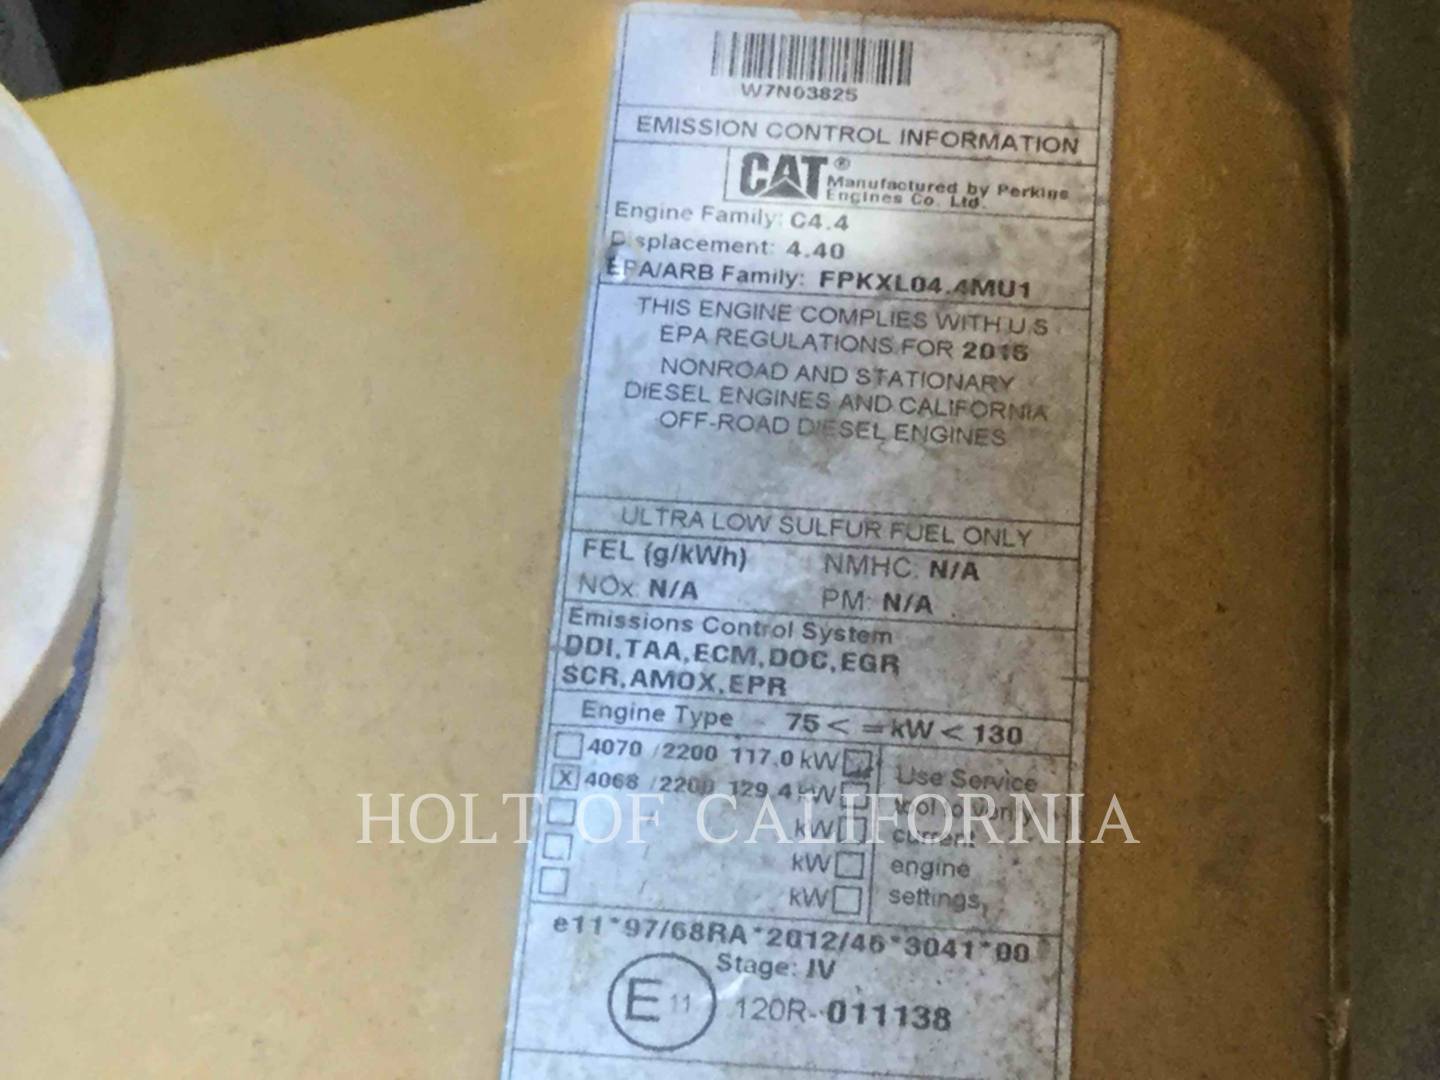 W7N03825
EMISSION CONTROL INFORMATION
CAT®
Manufactured by Perkins
Engines Co. Ltd.
Engine Family: C4.4
Displacement: 4.40
EPA/ARB Family: FPKXL04.4MU1
THIS ENGINE COMPLIES WITH U.S
EPA REGULATIONS FOR 2015
NONROAD AND STATIONARY
DIESEL ENGINES AND CALIFORNIA
OFF-ROAD DIESEL ENGINES
ULTRA LOW SULFUR FUEL ONLY
FEL (g/kWh) NMHC: N/A
NOx: N/A PM: N/A
Emissions Control System
DDI,TAA,ECM,DOC,EGR
SCR,AMOX,EPR
Engine Type 75 < = kW < 130
4070 /2200 117.0 kW
X 4068 /2200 129.4 kW
/ kW
/ kW
/ kW
Use Service
tool to verify
current
engine
settings,
HOLT OF CALIFORNIA
e11*97/68RA*2012/46*3041*00
Stage: IV
E 11 120R-011138